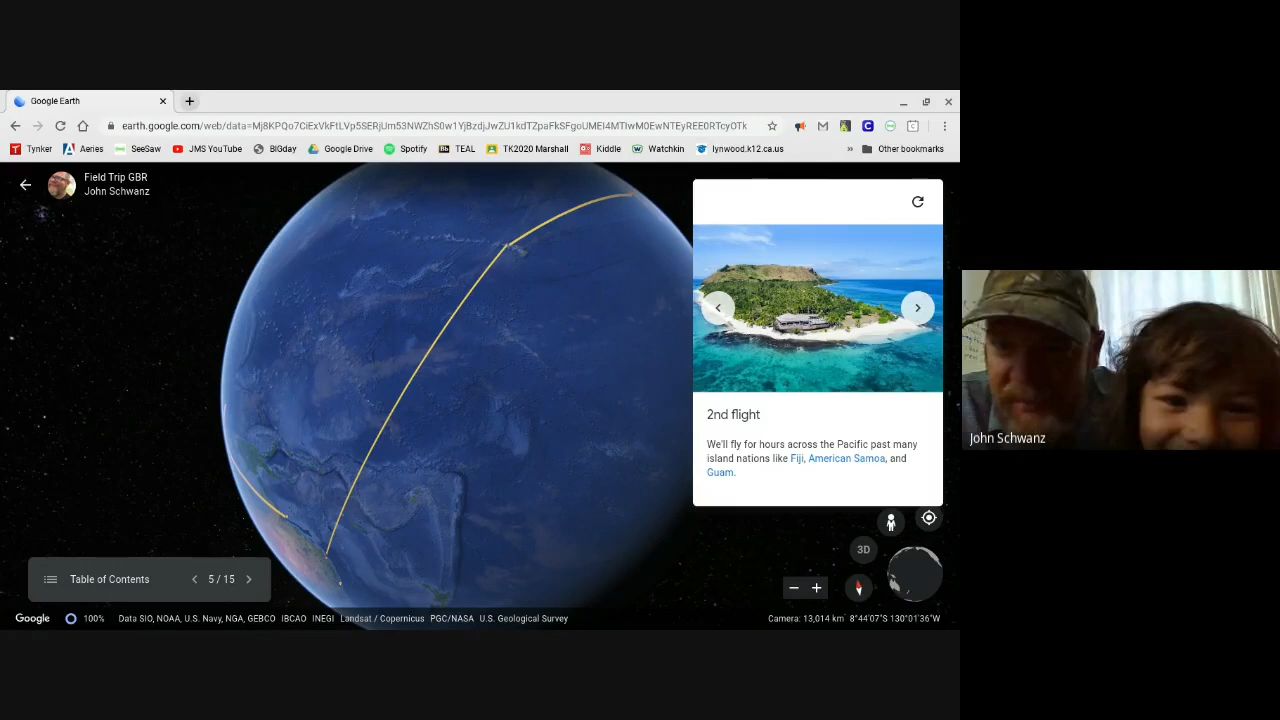 Google Earth
earth.google.com/web/data=Mj8KPQo7CiExVkFtLVp5SERjUm53NWZhS0w1YjBzdjJwZU1kdTZpaFkSFgoUMEI4MTIwM0EwNTEyREE0RTcyOTk
Tynker Aeries SeeSaw JMS YouTube BIGday Google Drive Spotify TEAL TK2020 Marshall Kiddle Watchkin lynwood.k12.ca.us » Other bookmarks
Field Trip GBR
John Schwanz
2nd flight
We'll fly for hours across the Pacific past many
island nations like Fiji, American Samoa, and
Guam.
John Schwanz
3D
Table of Contents 5 / 15
Google 100% Data SIO, NOAA, U.S. Navy, NGA, GEBCO IBCAO INEGI Landsat / Copernicus PGC/NASA U.S. Geological Survey Camera: 13,014 km 8°44'07"S 130°01'36"W